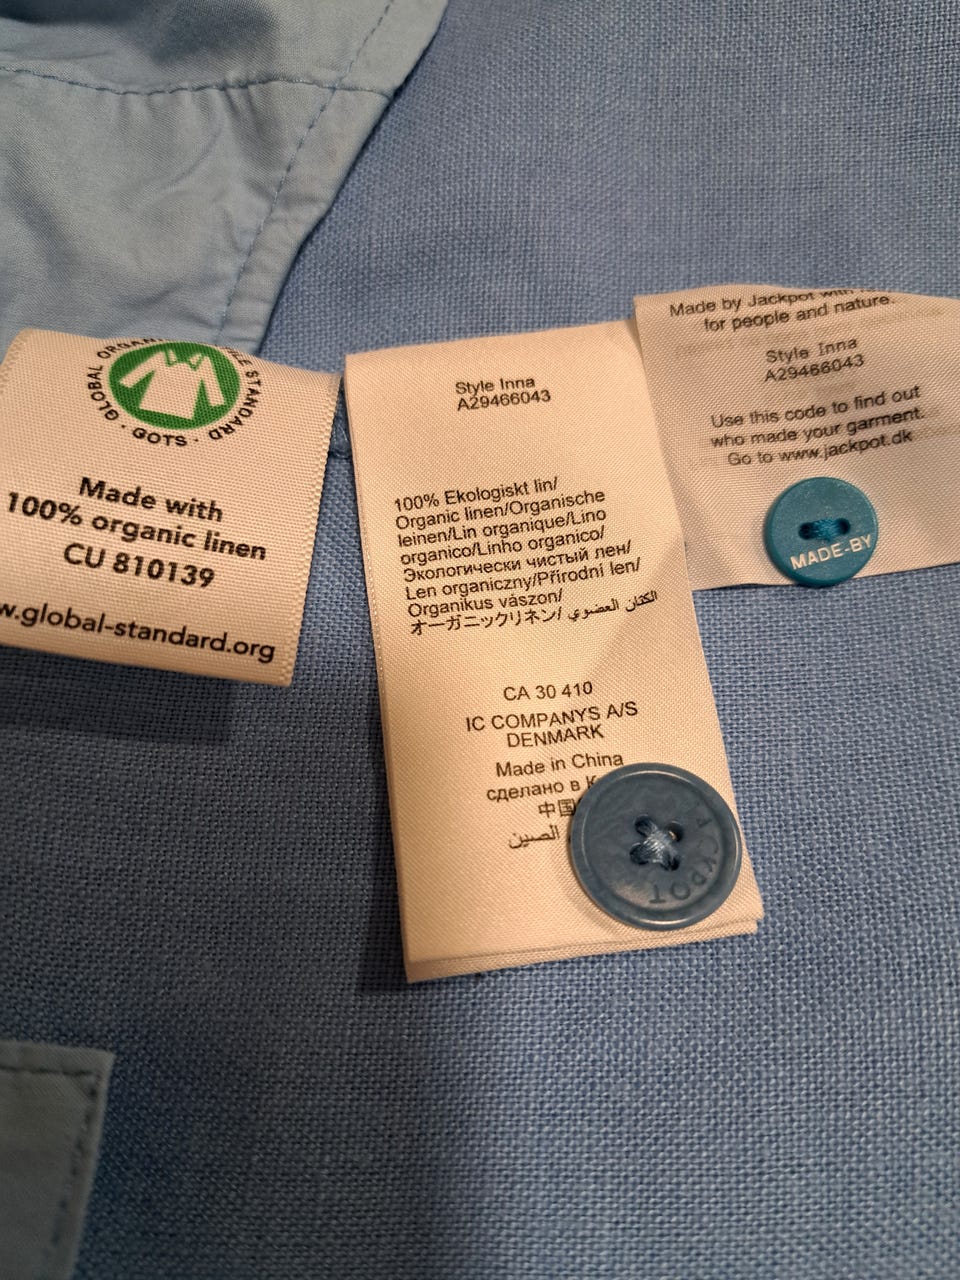 GLOBAL STANDARD
· GOTS ·
Made with
100% organic linen
CU 810139
.global-standard.org
Style Inna
A29466043
100% Ekologiskt lin/
Organic linen/Organische
leinen/Lin organique/Lino
organico/Linho organico/
Экологически чистый лен/
Len organiczny/Přírodní len/
Organikus vászon/
オーガニックリネン/ الكتان العضوي
CA 30 410
IC COMPANYS A/S
DENMARK
Made in China
сделано в К
中国
الصين
JACKPOT
Made by Jackpot with
for people and nature.
Style Inna
A29466043
Use this code to find out
who made your garment.
Go to www.jackpot.dk
MADE-BY